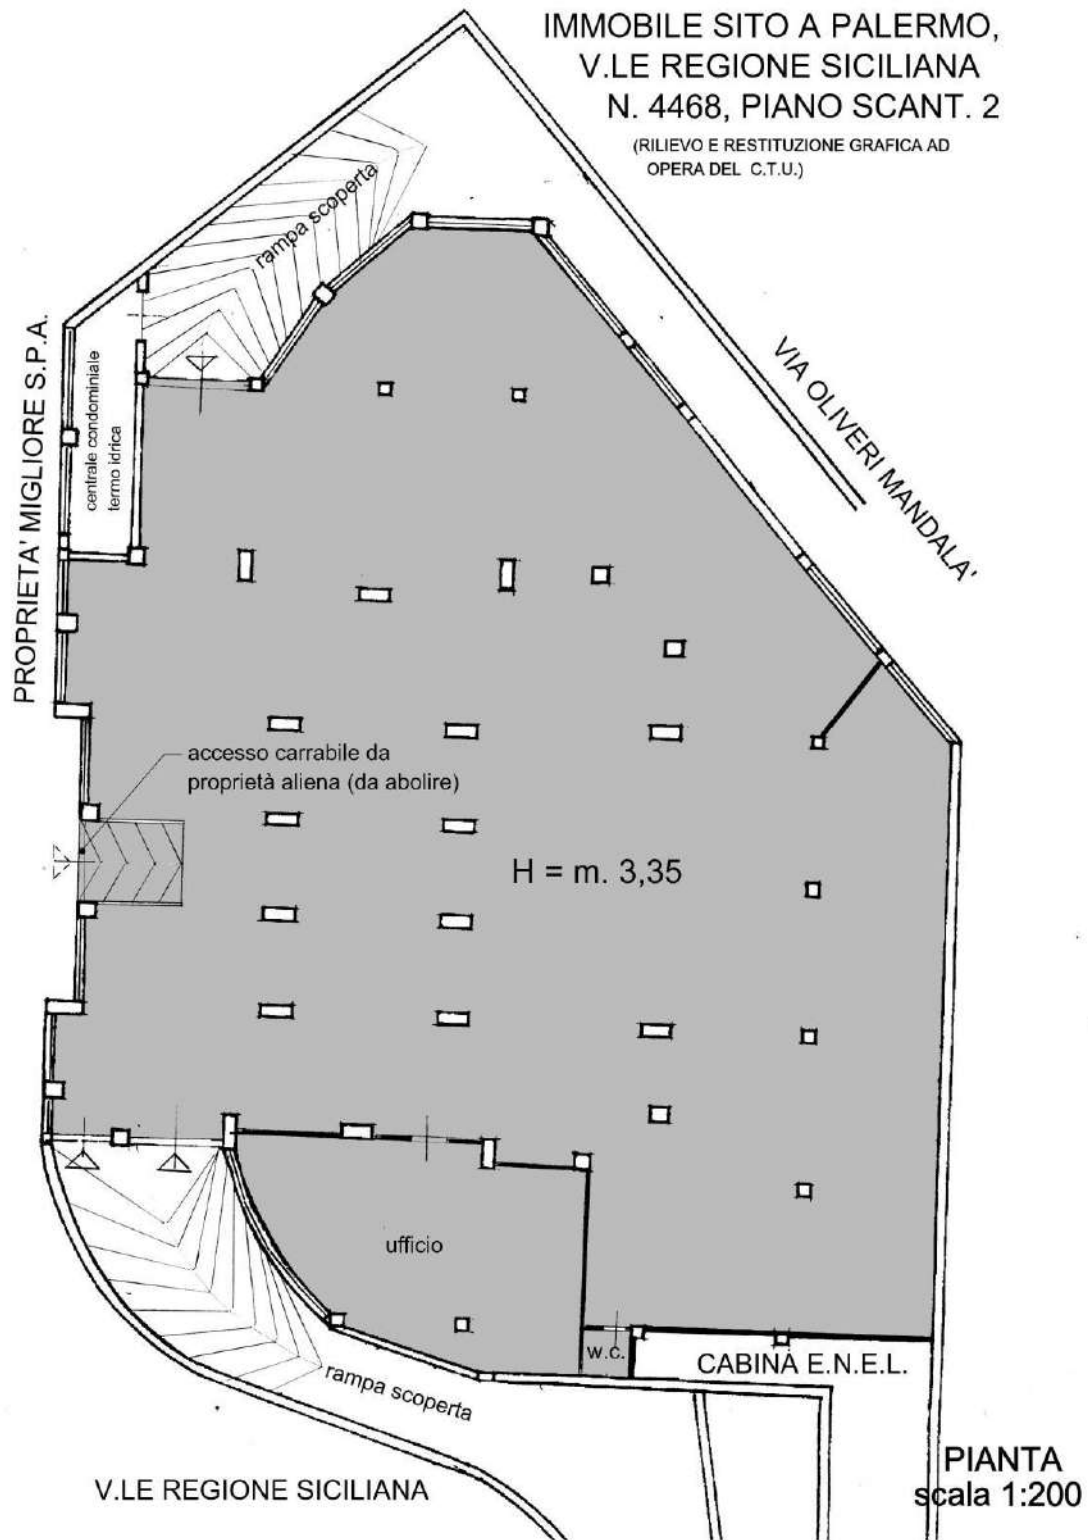 IMMOBILE SITO A PALERMO,
V.LE REGIONE SICILIANA
N. 4468, PIANO SCANT. 2
(RILIEVO E RESTITUZIONE GRAFICA AD
OPERA DEL C.T.U.)
rampa scoperta
PROPRIETA' MIGLIORE S.P.A.
centrale condominiale
termo idrica
VIA OLIVERI MANDALA'
accesso carrabile da
proprietà aliena (da abolire)
H = m. 3,35
ufficio
w.c.
CABINA E.N.E.L.
rampa scoperta
V.LE REGIONE SICILIANA
PIANTA
scala 1:200